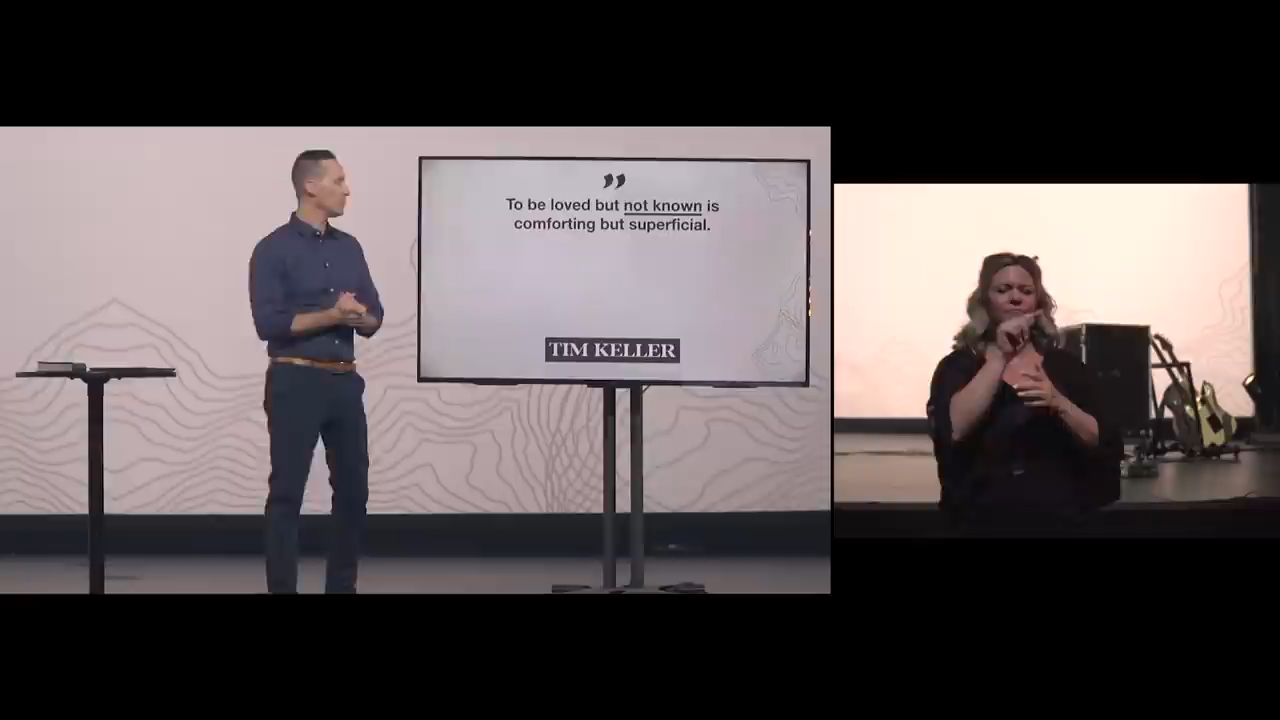 ”
To be loved but not known is
comforting but superficial.
TIM KELLER